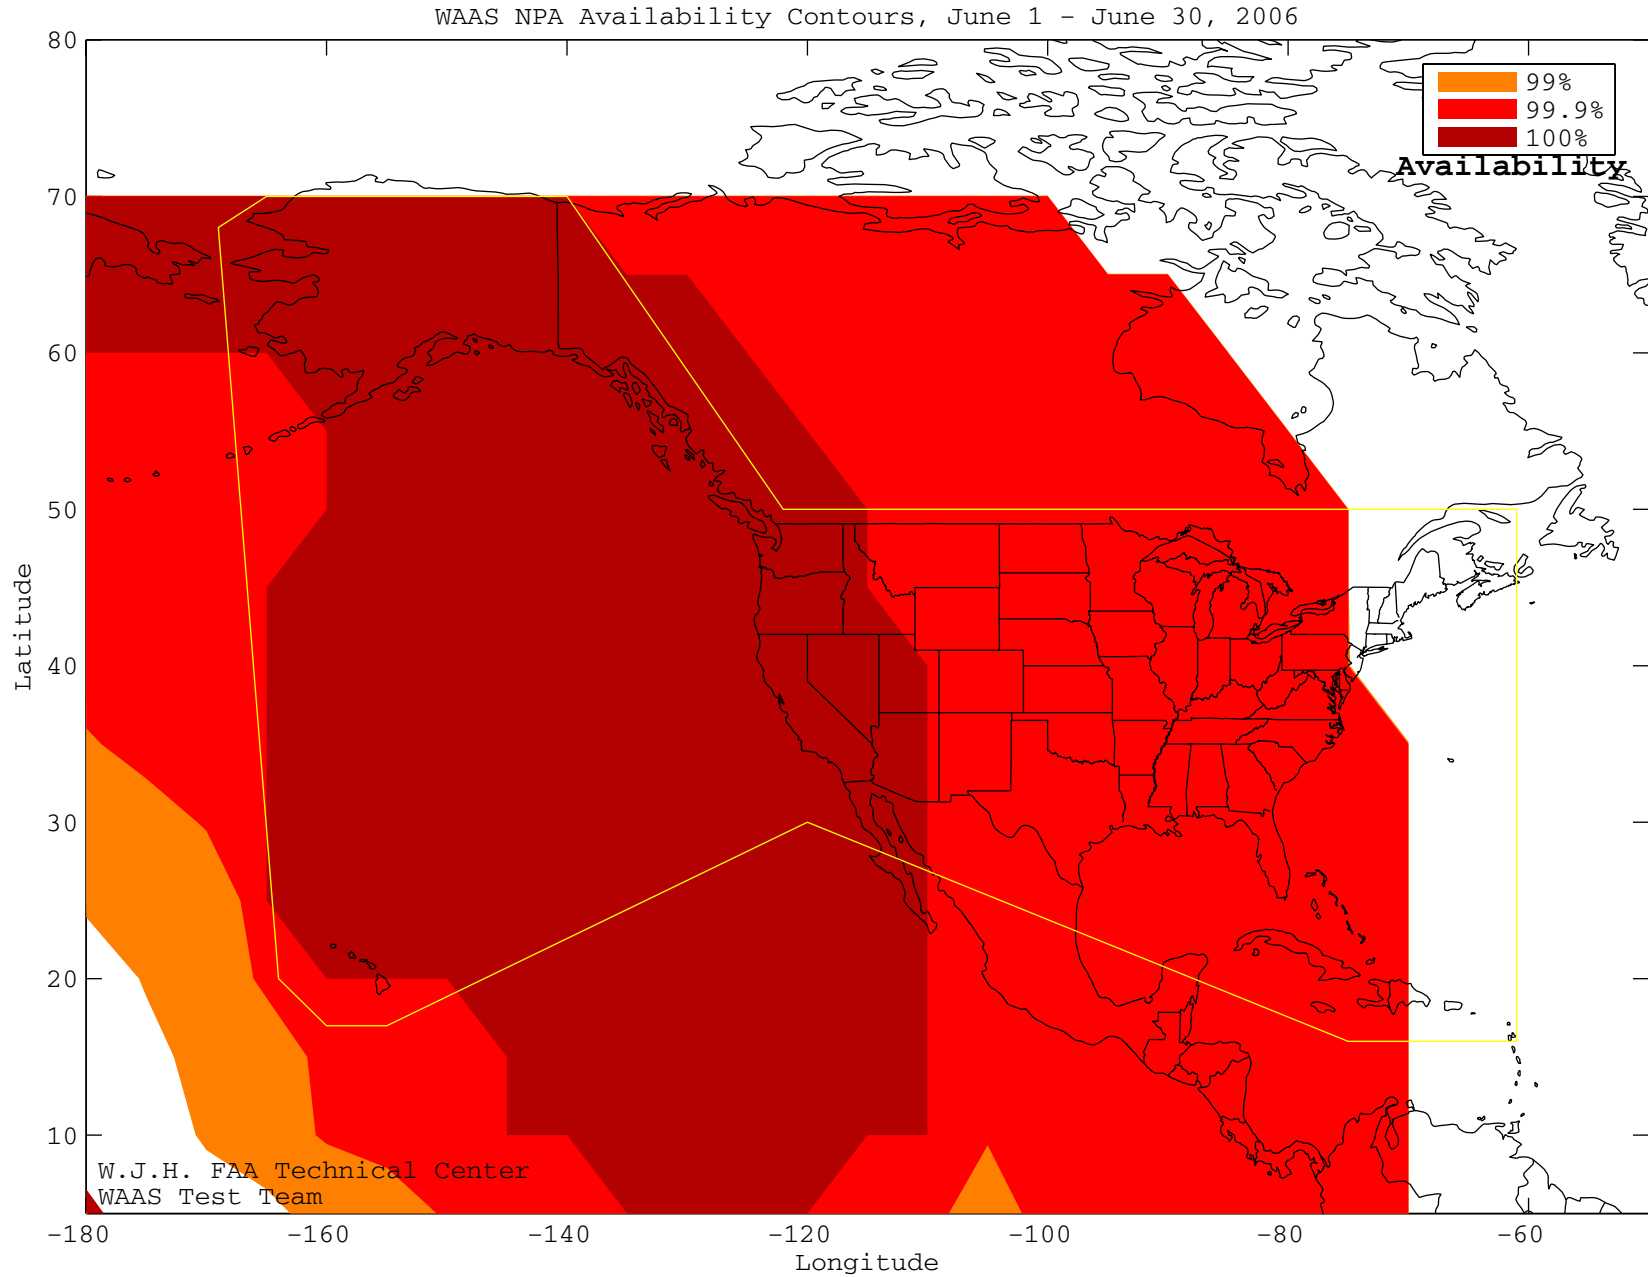 WAAS NPA Availability Contours, June 1 - June 30, 2006
80
70
60
50
40
30
20
10
Latitude
99%
99.9%
100%
Availability
W.J.H. FAA Technical Center
WAAS Test Team
-180 -160 -140 -120 -100 -80 -60
Longitude